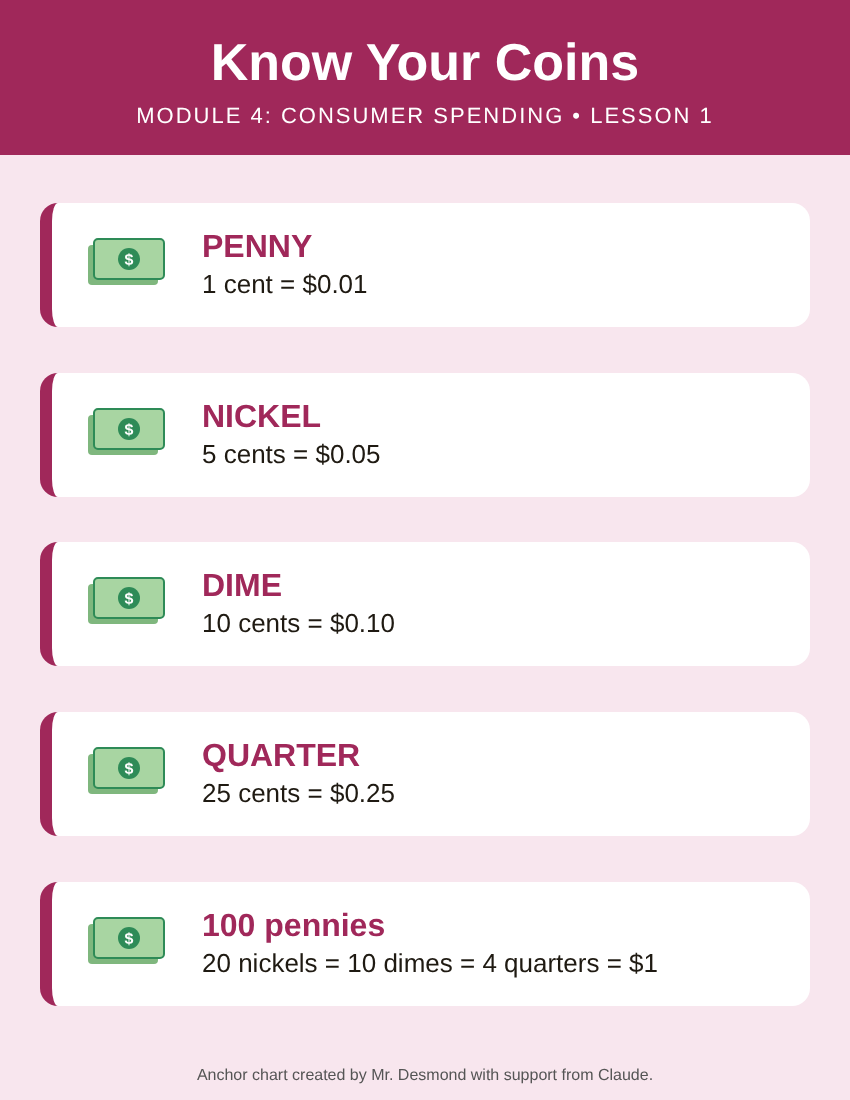 Know Your Coins
MODULE 4: CONSUMER SPENDING • LESSON 1
$
PENNY
1 cent = $0.01
$
NICKEL
5 cents = $0.05
$
DIME
10 cents = $0.10
$
QUARTER
25 cents = $0.25
$
100 pennies
20 nickels = 10 dimes = 4 quarters = $1
Anchor chart created by Mr. Desmond with support from Claude.